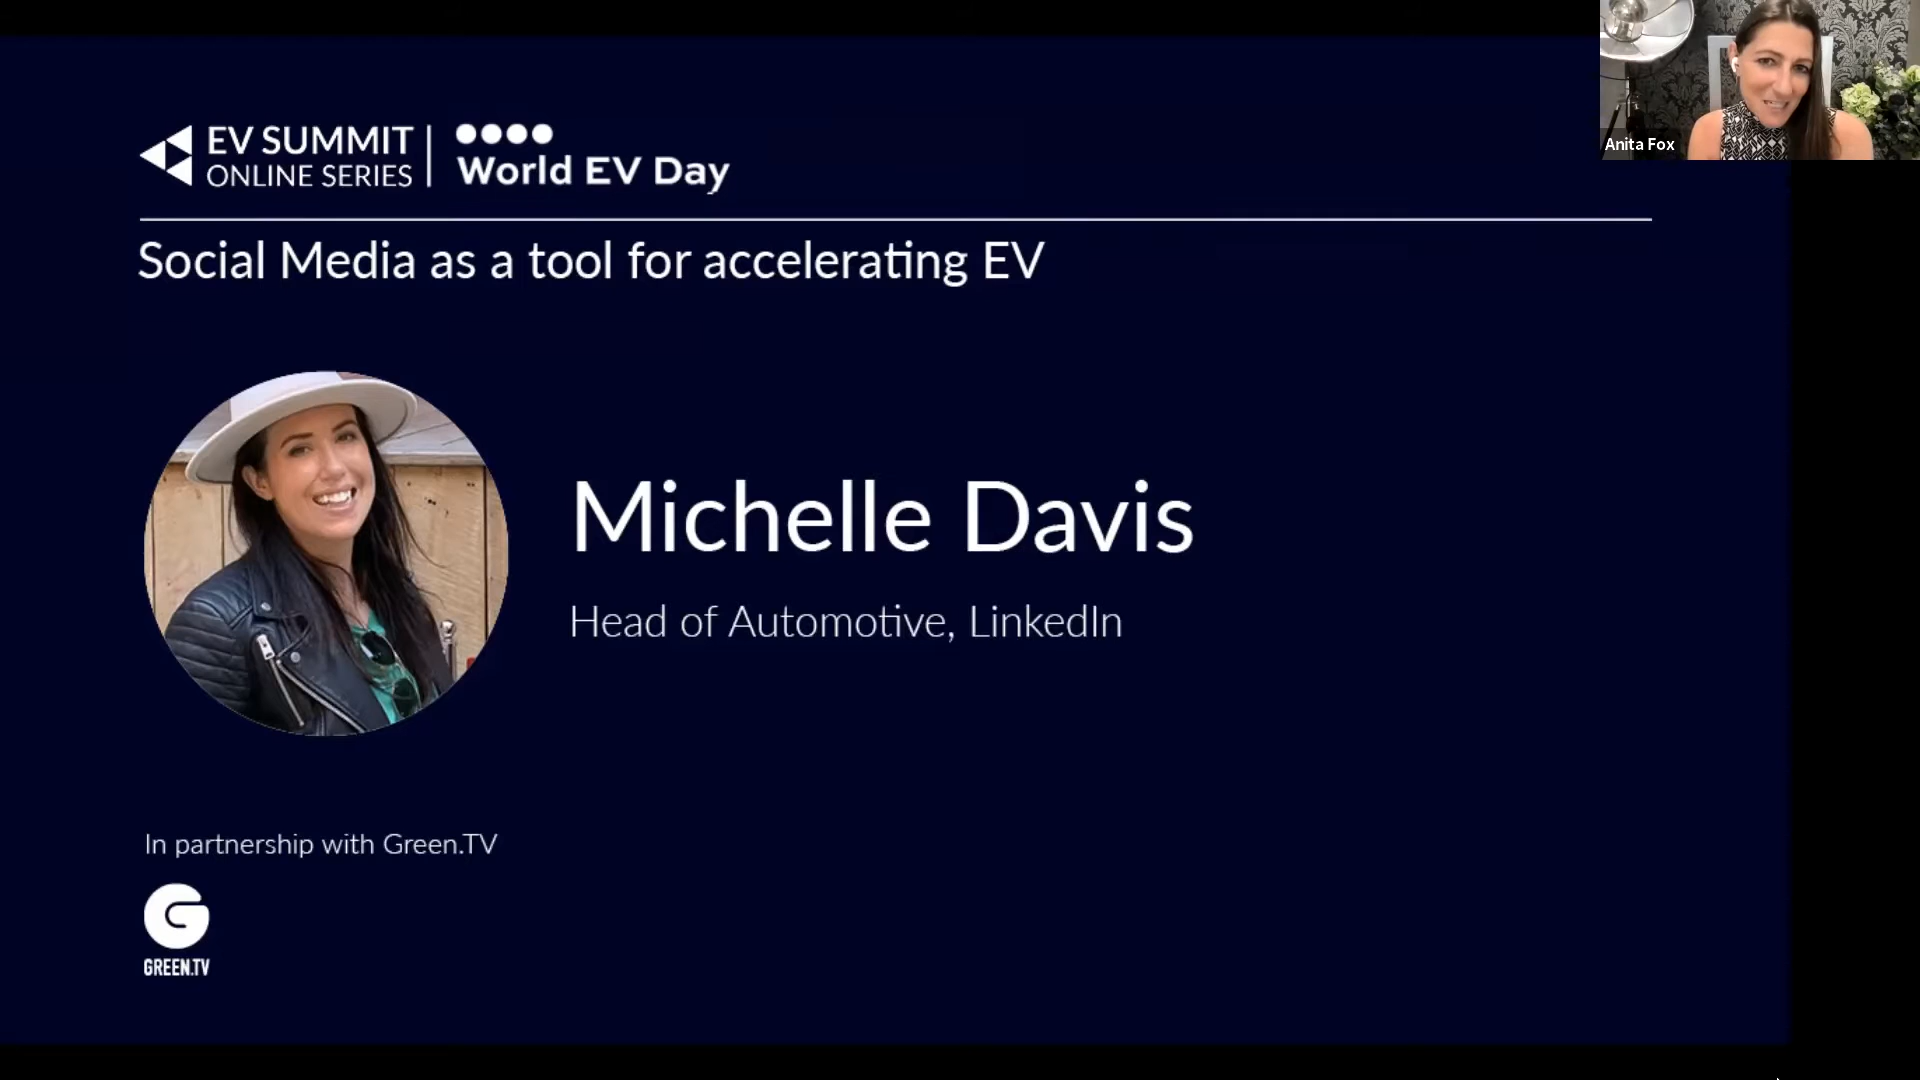 EV SUMMIT
ONLINE SERIES
World EV Day
Anita Fox
Social Media as a tool for accelerating EV
Michelle Davis
Head of Automotive, LinkedIn
In partnership with Green.TV
GREEN.TV